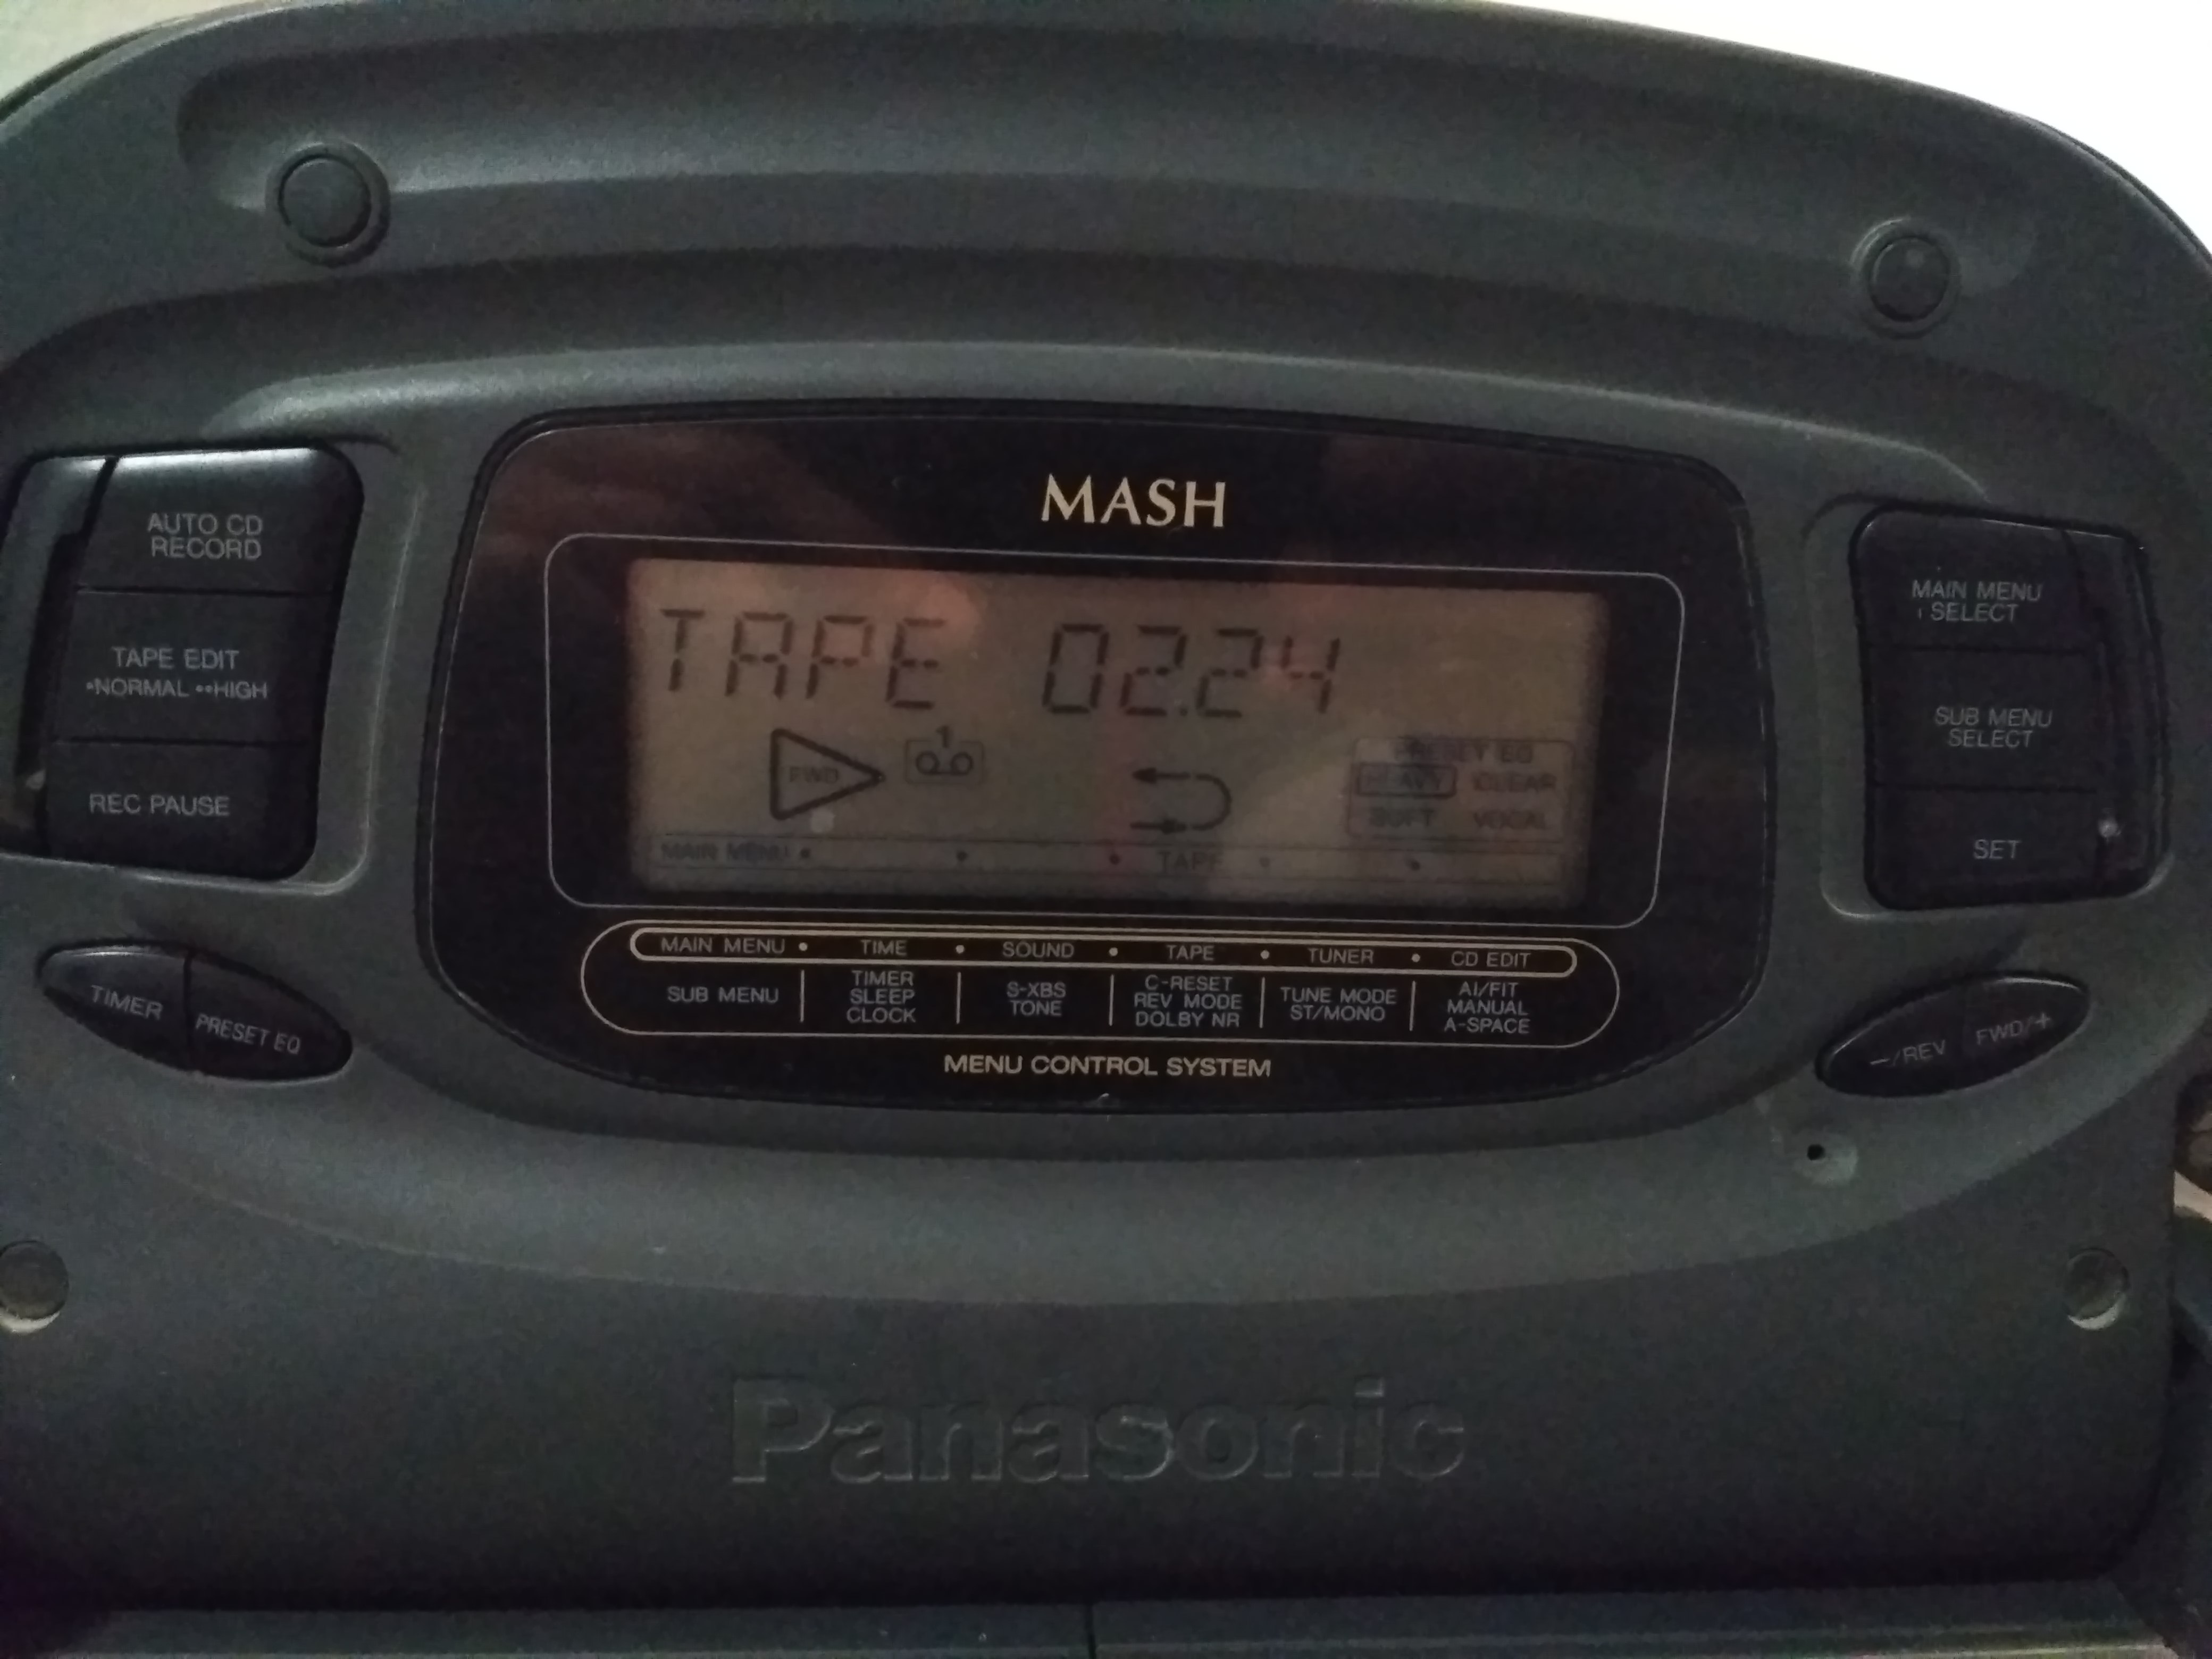 MASH
AUTO CD
RECORD
TAPE EDIT
•NORMAL ••HIGH
REC PAUSE
TAPE 02.24
FWD
1
PRESET EQ
HEAVY CLEAR
SOFT VOCAL
MAIN MENU • • • TAPE • •
MAIN MENU
SELECT
SUB MENU
SELECT
SET
MAIN MENU • TIME • SOUND • TAPE • TUNER • CD EDIT
SUB MENU
TIMER
SLEEP
CLOCK
S-XBS
TONE
C-RESET
REV MODE
DOLBY NR
TUNE MODE
ST/MONO
AI/FIT
MANUAL
A-SPACE
MENU CONTROL SYSTEM
TIMER PRESET EQ
−/REV FWD/+
Panasonic